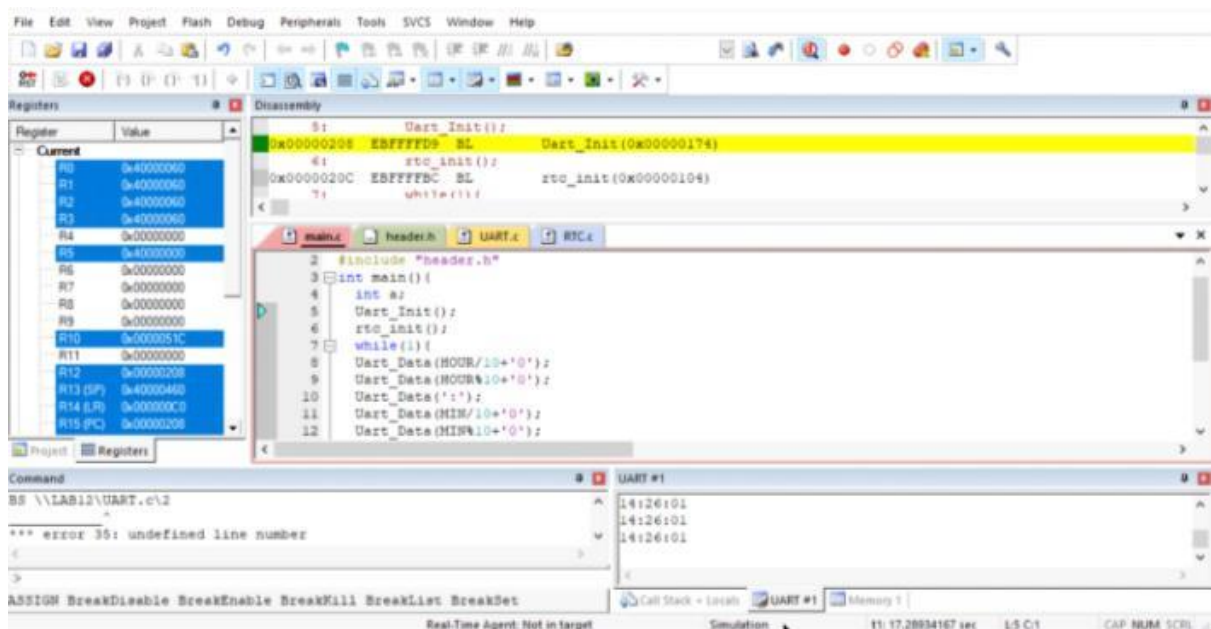 File Edit View Project Flash Debug Peripherals Tools SVCS Window Help
Registers
Register Value
Current
R0 0x40000060
R1 0x40000060
R2 0x40000060
R3 0x40000060
R4 0x00000000
R5 0x40000000
R6 0x00000000
R7 0x00000000
R8 0x00000000
R9 0x00000000
R10 0x0000051C
R11 0x00000000
R12 0x00000208
R13 (SP) 0x40000460
R14 (LR) 0x000000C0
R15 (PC) 0x00000208
Project Registers
Disassembly
5: Uart_Init();
0x00000208 EBFFFFD9 BL Uart_Init(0x00000174)
6: rtc_init();
0x0000020C EBFFFFBC BL rtc_init(0x00000104)
7: while(1){
main.c header.h UART.c RTC.c
2 #include "header.h"
3 int main(){
4 int a;
5 Uart_Init();
6 rtc_init();
7 while(1){
8 Uart_Data(HOUR/10+'0');
9 Uart_Data(HOUR%10+'0');
10 Uart_Data(':');
11 Uart_Data(MIN/10+'0');
12 Uart_Data(MIN%10+'0');
Command
BS \\LAB12\UART.c\2
^
*** error 35: undefined line number
>
ASSIGN BreakDisable BreakEnable BreakKill BreakList BreakSet
UART #1
14:26:01
14:26:01
14:26:01
Call Stack + Locals UART #1 Memory 1
Real-Time Agent: Not in target Simulation t1: 17.28934167 sec L:5 C:1 CAP NUM SCRL